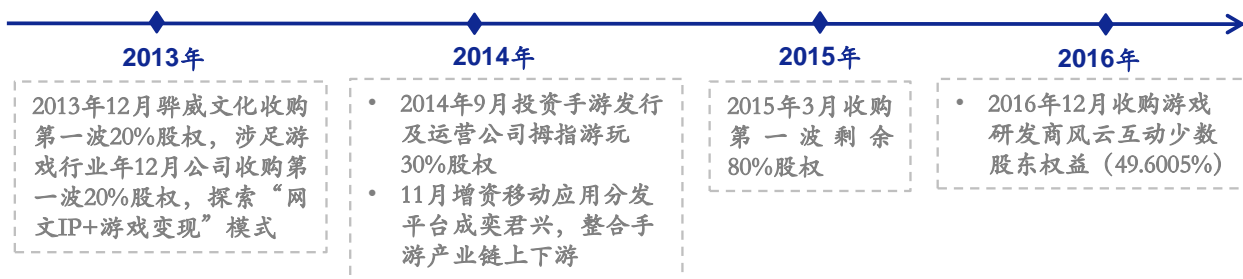 2013年
2014年
2015年
2016年
2013年12月骅威文化收购
第一波20%股权，涉足游
戏行业年12月公司收购第
一波20%股权，探索“网
文IP+游戏变现”模式
• 2014年9月投资手游发行
及运营公司拇指游玩
30%股权
• 11月增资移动应用分发
平台成奕君兴，整合手
游产业链上下游
2015年3月收购
第一波剩余
80%股权
• 2016年12月收购游戏
研发商风云互动少数
股东权益（49.6005%）